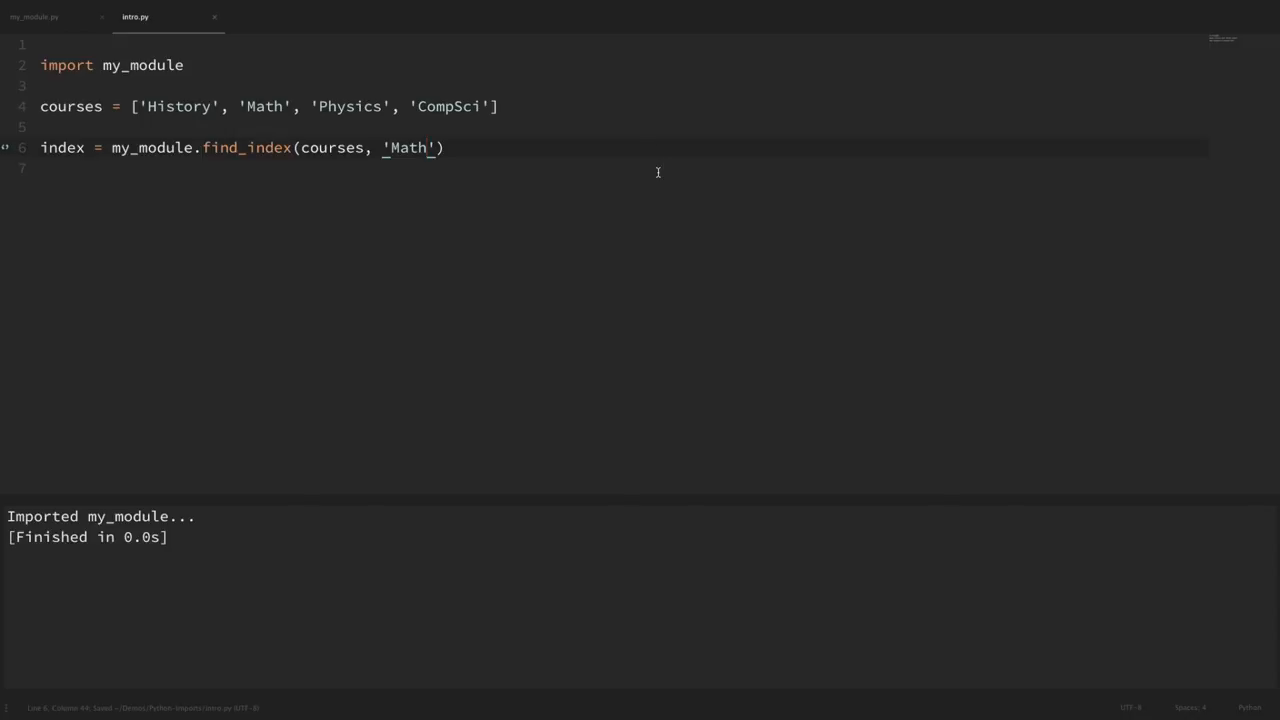 my_module.py
intro.py
1
2 import my_module
3
4 courses = ['History', 'Math', 'Physics', 'CompSci']
5
6 index = my_module.find_index(courses, 'Math')
7
Imported my_module...
[Finished in 0.0s]
Line 6, Column 44; Saved ~/Demos/Python-Imports/intro.py (UTF-8)
UTF-8
Spaces: 4
Python